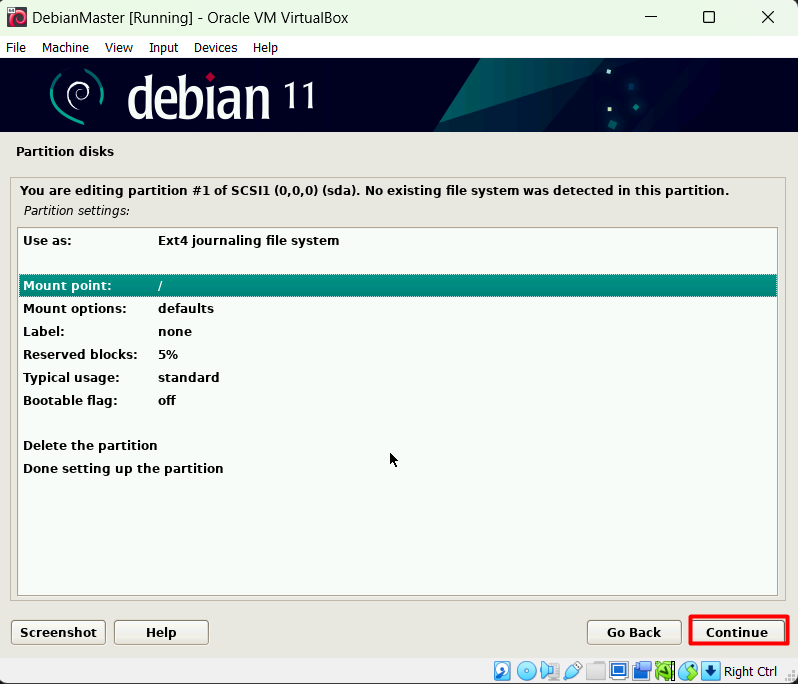 DebianMaster [Running] - Oracle VM VirtualBox
File Machine View Input Devices Help
debian 11
Partition disks
You are editing partition #1 of SCSI1 (0,0,0) (sda). No existing file system was detected in this partition.
Partition settings:
Use as: Ext4 journaling file system
Mount point: /
Mount options: defaults
Label: none
Reserved blocks: 5%
Typical usage: standard
Bootable flag: off
Delete the partition
Done setting up the partition
Screenshot Help Go Back Continue
Right Ctrl